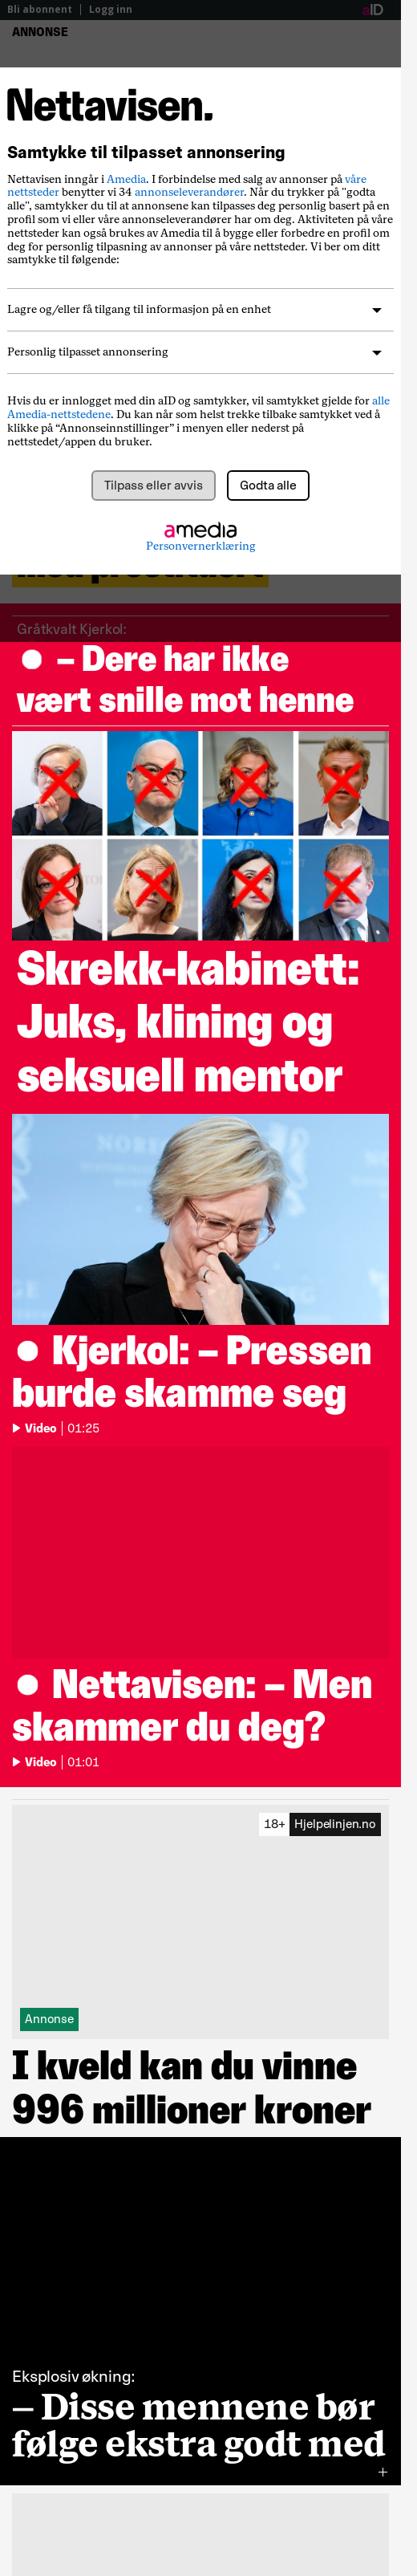 Bli abonnent | Logg inn
aID
ANNONSE
Nettavisen.
Samtykke til tilpasset annonsering
Nettavisen inngår i Amedia. I forbindelse med salg av annonser på våre
nettsteder benytter vi 34 annonseleverandører. Når du trykker på "godta
alle", samtykker du til at annonsene kan tilpasses deg personlig basert på en
profil som vi eller våre annonseleverandører har om deg. Aktiviteten på våre
nettsteder kan også brukes av Amedia til å bygge eller forbedre en profil om
deg for personlig tilpasning av annonser på våre nettsteder. Vi ber om ditt
samtykke til følgende:
Lagre og/eller få tilgang til informasjon på en enhet
Personlig tilpasset annonsering
Hvis du er innlogget med din aID og samtykker, vil samtykket gjelde for alle
Amedia-nettstedene. Du kan når som helst trekke tilbake samtykket ved å
klikke på “Annonseinnstillinger” i menyen eller nederst på
nettstedet/appen du bruker.
Tilpass eller avvis
Godta alle
amedia
Personvernerklæring
med prostituert
Gråtkvalt Kjerkol:
– Dere har ikke
vært snille mot henne
Skrekk-kabinett:
Juks, klining og
seksuell mentor
Kjerkol: – Pressen
burde skamme seg
Video | 01:25
Nettavisen: – Men
skammer du deg?
Video | 01:01
18+ Hjelpelinjen.no
Annonse
I kveld kan du vinne
996 millioner kroner
Eksplosiv økning:
– Disse mennene bør
følge ekstra godt med
+